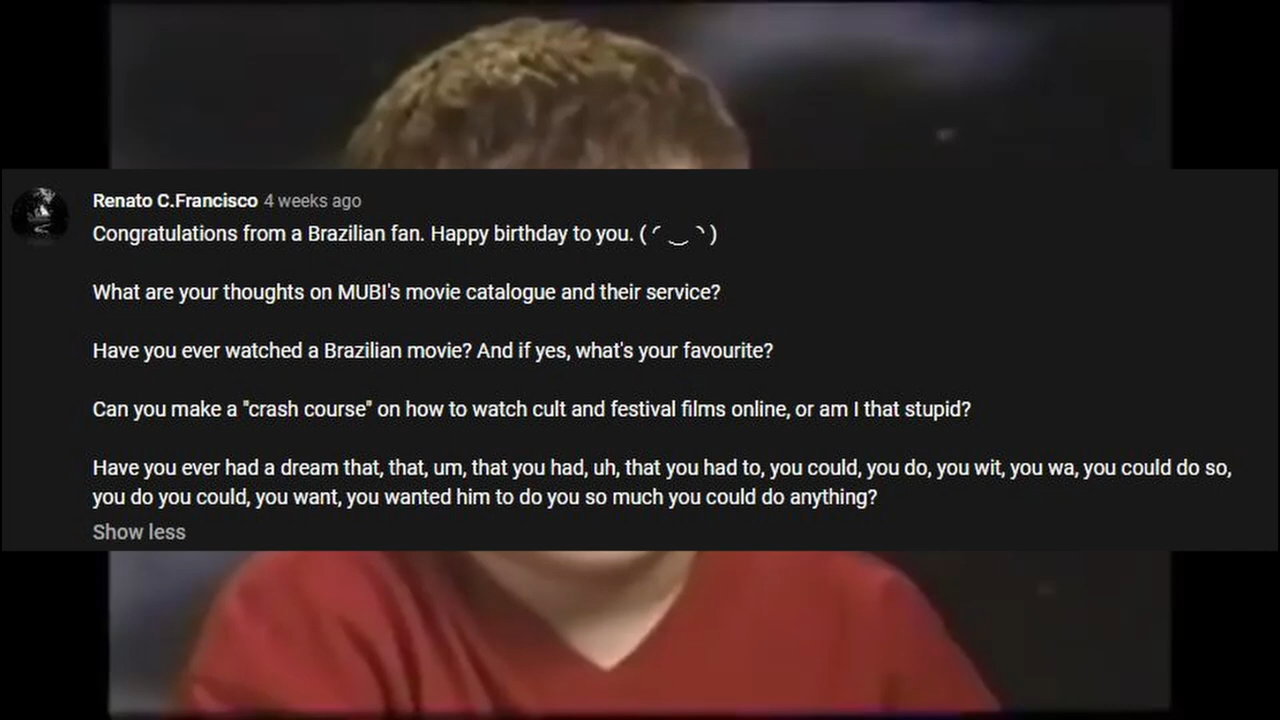 Renato C.Francisco 4 weeks ago
Congratulations from a Brazilian fan. Happy birthday to you. ( ◜ ‿ ◝ )
What are your thoughts on MUBI's movie catalogue and their service?
Have you ever watched a Brazilian movie? And if yes, what's your favourite?
Can you make a "crash course" on how to watch cult and festival films online, or am I that stupid?
Have you ever had a dream that, that, um, that you had, uh, that you had to, you could, you do, you wit, you wa, you could do so,
you do you could, you want, you wanted him to do you so much you could do anything?
Show less